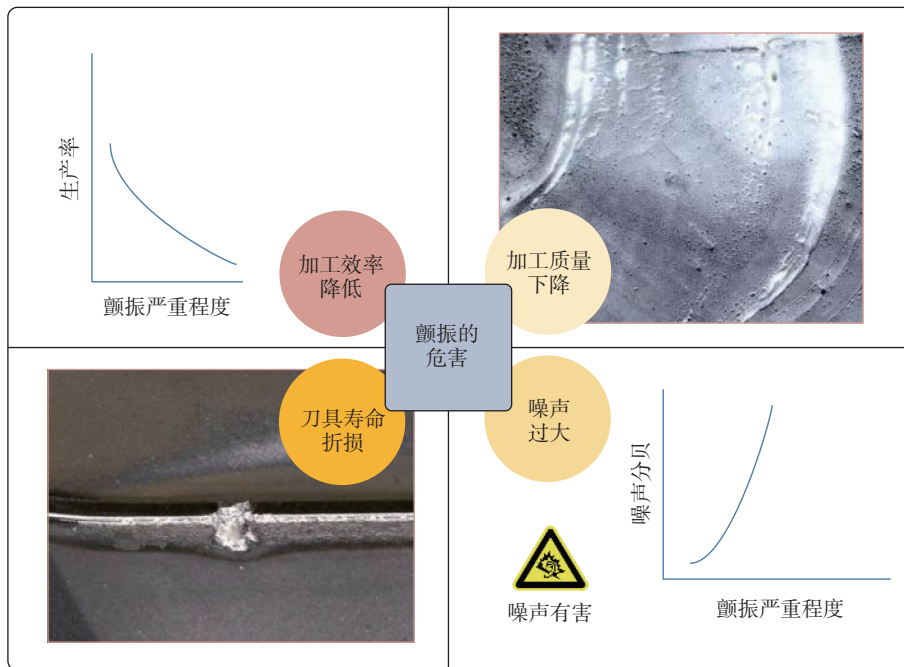 生产率
颤振严重程度
加工效率
降低
加工质量
下降
颤振的
危害
刀具寿命
折损
噪声
过大
噪声分贝
噪声有害
颤振严重程度